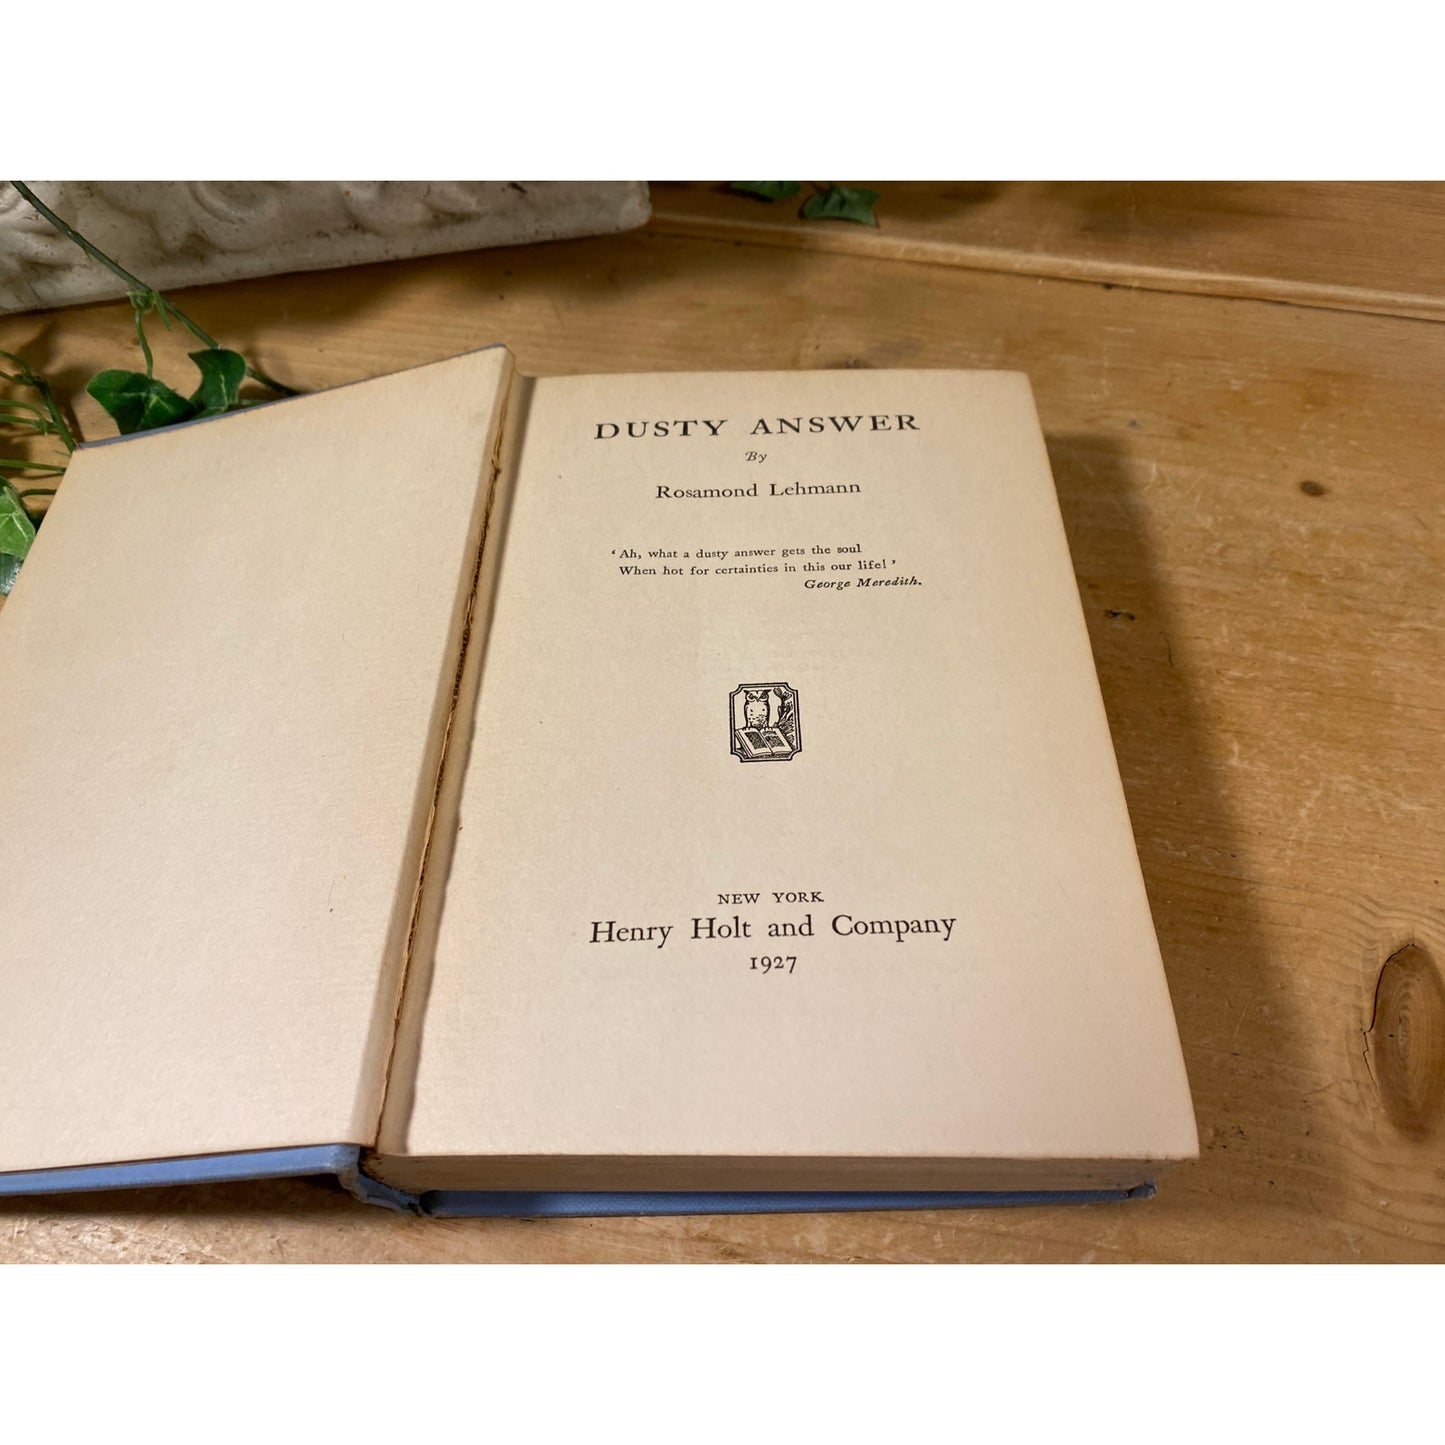 DUSTY ANSWER
By
Rosamond Lehmann
‘Ah, what a dusty answer gets the soul
When hot for certainties in this our life!’
George Meredith.
NEW YORK
Henry Holt and Company
1927